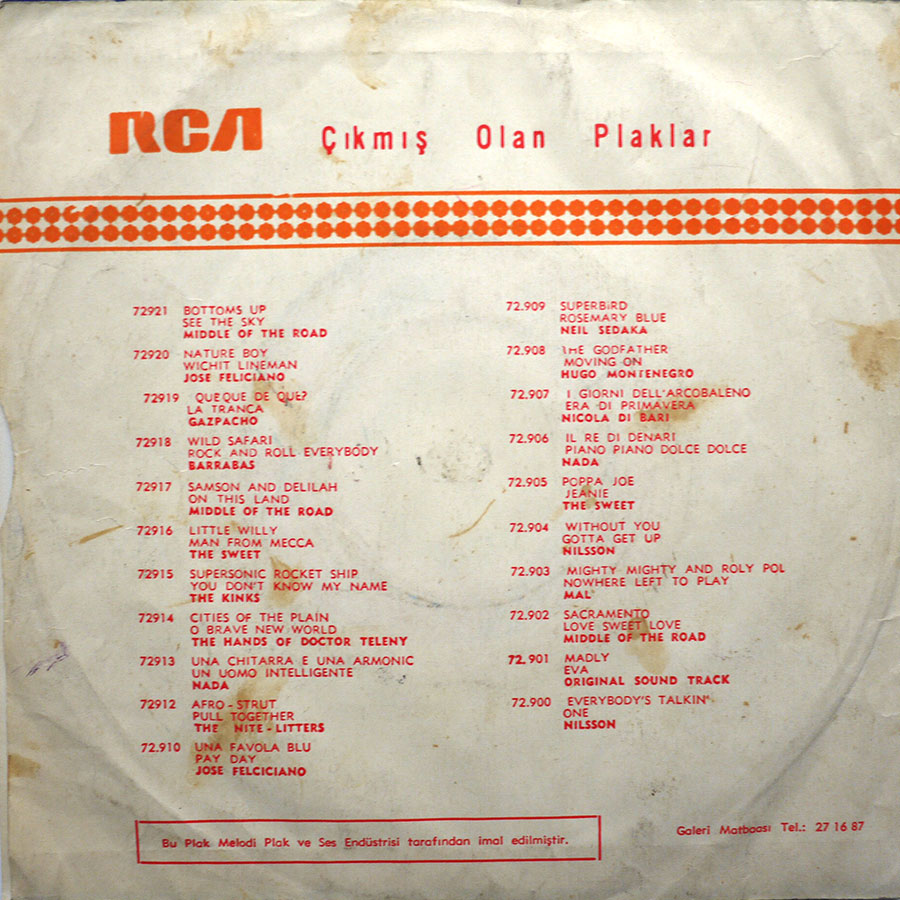 RCA Çıkmış Olan Plaklar
72921 BOTTOMS UP
SEE THE SKY
MIDDLE OF THE ROAD
72920 NATURE BOY
WICHIT LINEMAN
JOSE FELICIANO
72919 QUEQUE DE QUE?
LA TRANCA
GAZPACHO
72918 WILD SAFARI
ROCK AND ROLL EVERYBODY
BARRABAS
72917 SAMSON AND DELILAH
ON THIS LAND
MIDDLE OF THE ROAD
72916 LITTLE WILLY
MAN FROM MECCA
THE SWEET
72915 SUPERSONIC ROCKET SHIP
YOU DON'T KNOW MY NAME
THE KINKS
72914 CITIES OF THE PLAIN
O BRAVE NEW WORLD
THE HANDS OF DOCTOR TELENY
72913 UNA CHITARRA E UNA ARMONIC
UN UOMO INTELLIGENTE
NADA
72912 AFRO-STRUT
PULL TOGETHER
THE NITE-LITTERS
72.910 UNA FAVOLA BLU
PAY DAY
JOSE FELCICIANO
72.909 SUPERBIRD
ROSEMARY BLUE
NEIL SEDAKA
72.908 THE GODFATHER
MOVING ON
HUGO MONTENEGRO
72.907 I GIORNI DELL'ARCOBALENO
ERA DI PRIMAVERA
NICOLA DI BARI
72.906 IL RE DI DENARI
PIANO PIANO DOLCE DOLCE
NADA
72.905 POPPA JOE
JEANIE
THE SWEET
72.904 WITHOUT YOU
GOTTA GET UP
NILSSON
72.903 MIGHTY MIGHTY AND ROLY POL
NOWHERE LEFT TO PLAY
MAL
72.902 SACRAMENTO
LOVE SWEET LOVE
MIDDLE OF THE ROAD
72.901 MADLY
EVA
ORIGINAL SOUND TRACK
72.900 EVERYBODY'S TALKIN'
ONE
NILSSON
Bu Plak Melodi Plak ve Ses Endüstrisi tarafından imal edilmiştir.
Galeri Matbaası Tel.: 27 16 87